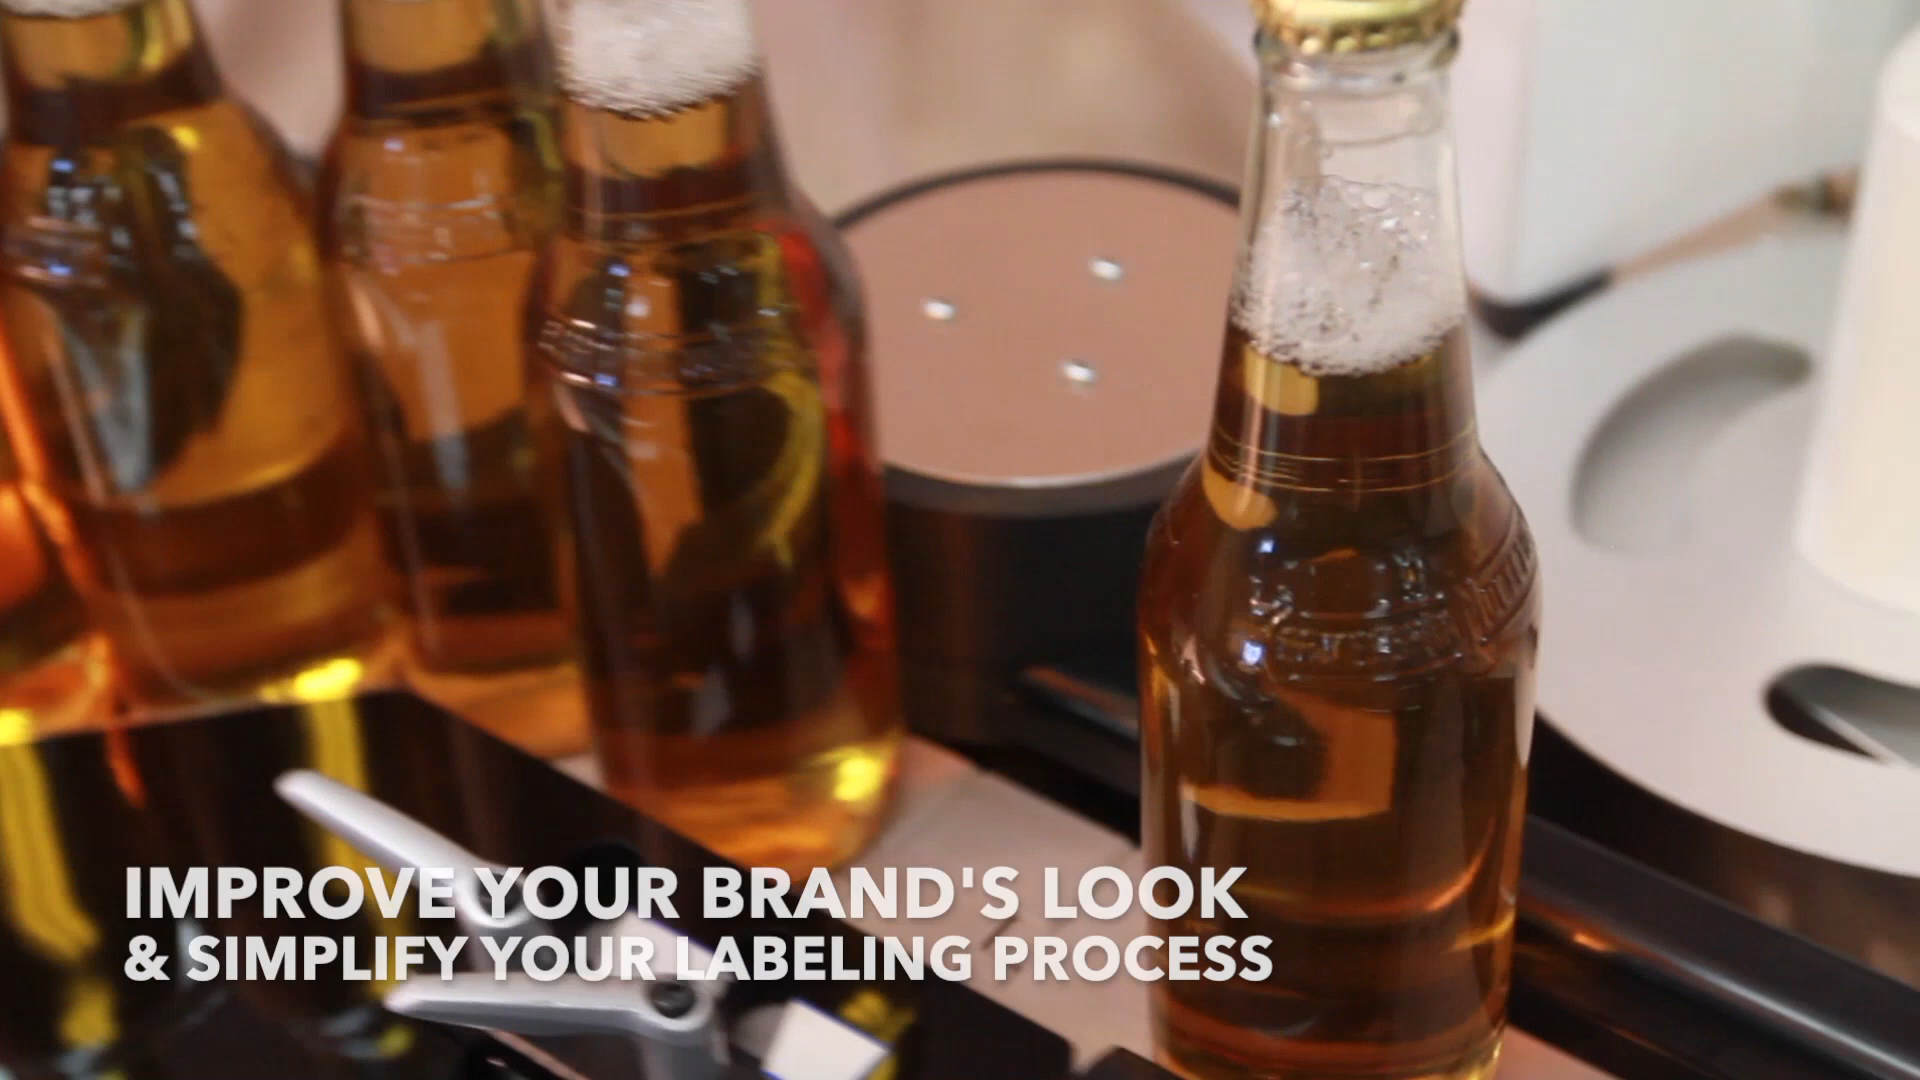 IMPROVE YOUR BRAND'S LOOK
& SIMPLIFY YOUR LABELING PROCESS